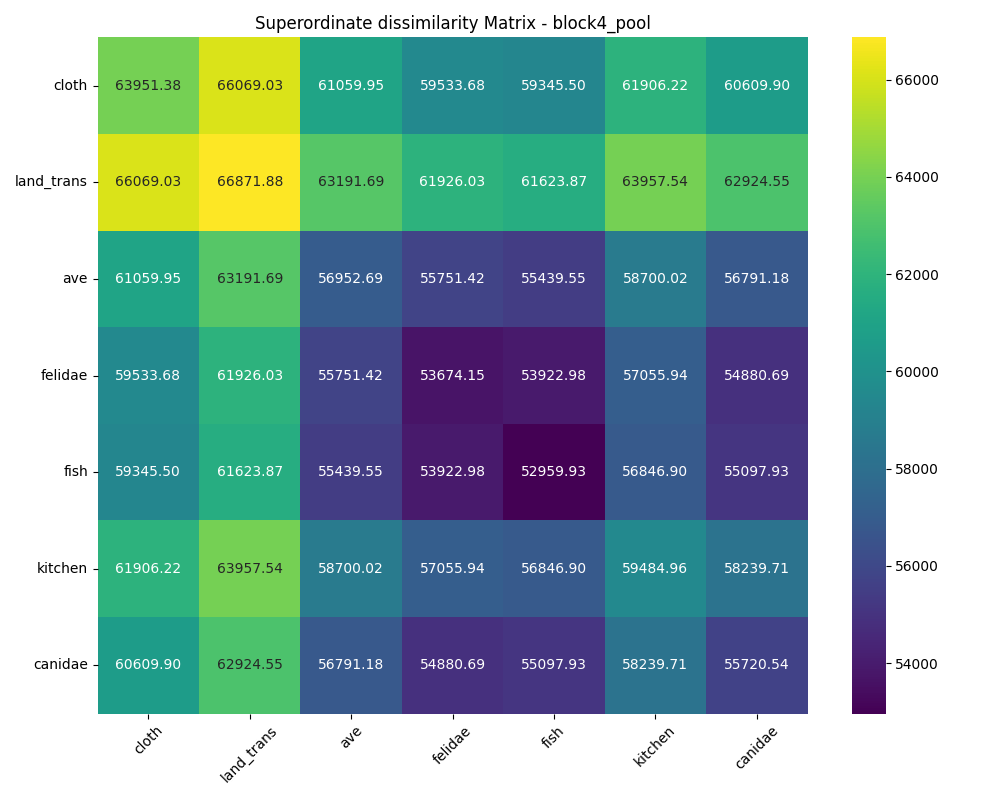 Superordinate dissimilarity Matrix - block4_pool
cloth 63951.38 66069.03 61059.95 59533.68 59345.50 61906.22 60609.90
land_trans 66069.03 66871.88 63191.69 61926.03 61623.87 63957.54 62924.55
ave 61059.95 63191.69 56952.69 55751.42 55439.55 58700.02 56791.18
felidae 59533.68 61926.03 55751.42 53674.15 53922.98 57055.94 54880.69
fish 59345.50 61623.87 55439.55 53922.98 52959.93 56846.90 55097.93
kitchen 61906.22 63957.54 58700.02 57055.94 56846.90 59484.96 58239.71
canidae 60609.90 62924.55 56791.18 54880.69 55097.93 58239.71 55720.54
cloth land_trans ave felidae fish kitchen canidae
66000
64000
62000
60000
58000
56000
54000